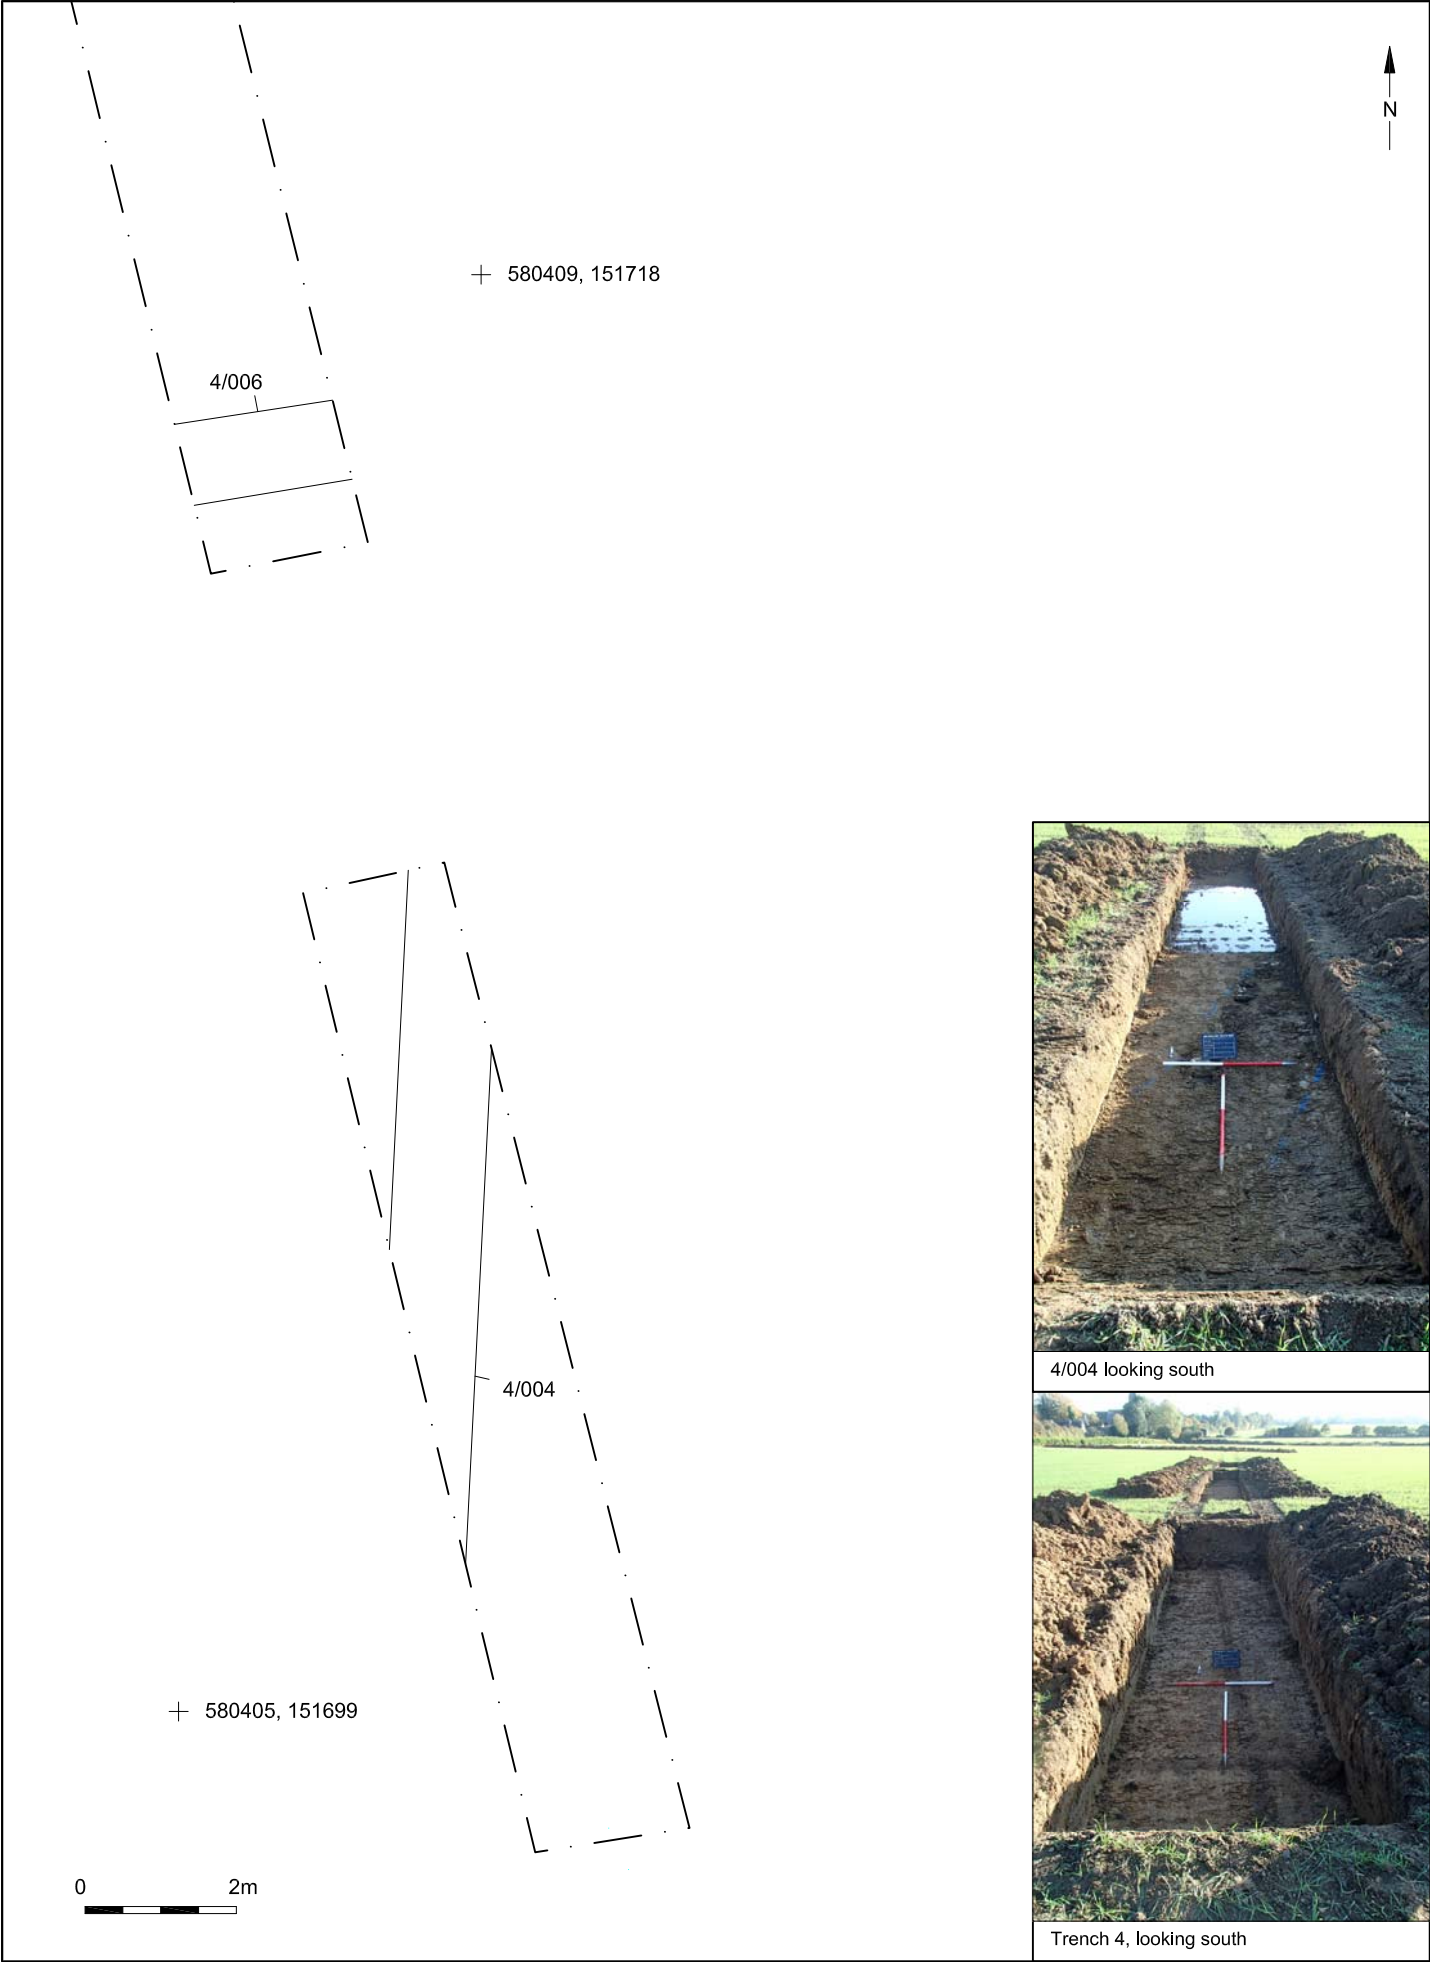 N
580409, 151718
4/006
4/004
580405, 151699
0 2m
4/004 looking south
Trench 4, looking south